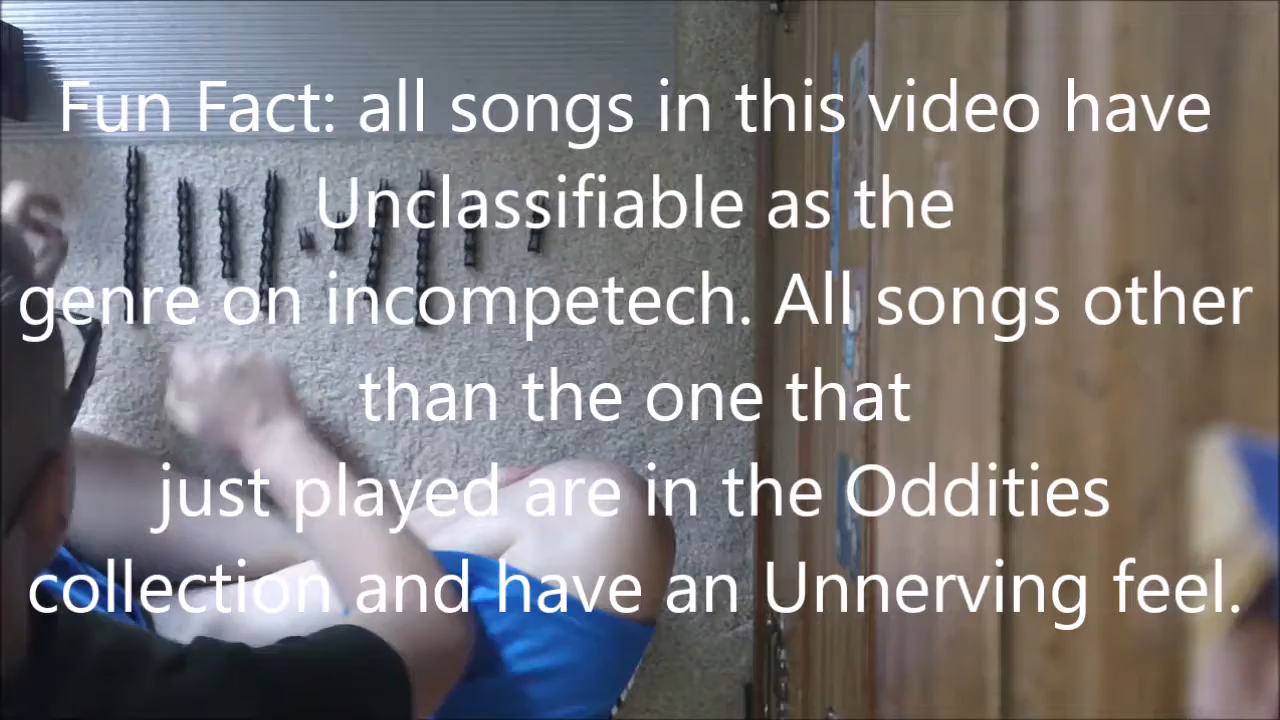 Fun Fact: all songs in this video have
Unclassifiable as the
genre on incompetech. All songs other
than the one that
just played are in the Oddities
collection and have an Unnerving feel.